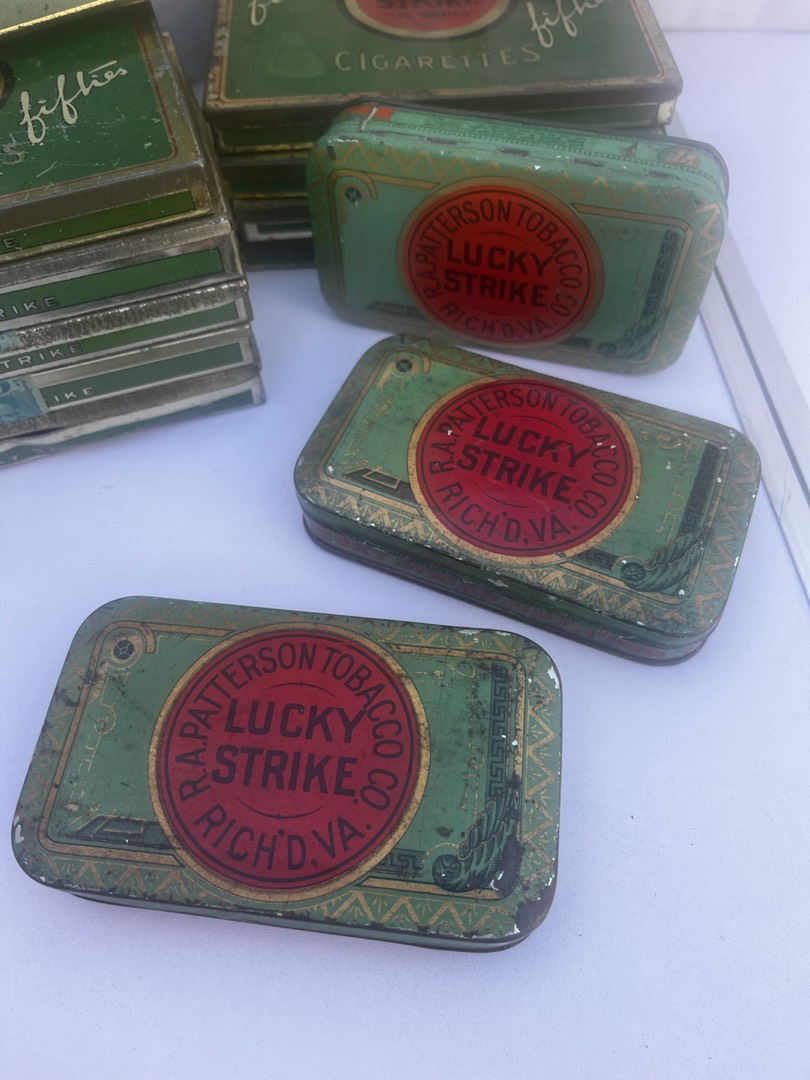 fifties
STRIKE
CIGARETTES
fifties
RIKE
TRIKE
IKE
R.A. PATTERSON TOBACCO CO.
LUCKY
STRIKE
RICH'D, VA.
R.A. PATTERSON TOBACCO CO.
LUCKY
STRIKE
RICH'D, VA.
R.A. PATTERSON TOBACCO CO.
LUCKY
STRIKE
RICH'D, VA.